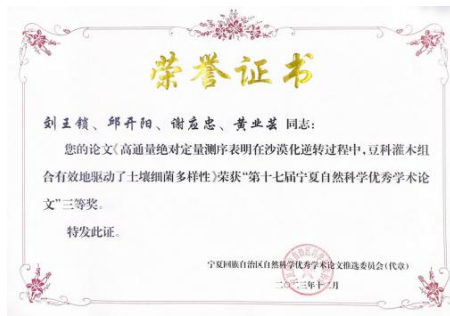 荣誉证书
刘王锁、邱开阳、谢应忠、黄业芸 同志:
您的论文《高通量绝对定量测序表明在沙漠化逆转过程中,豆科灌木组
合有效地驱动了土壤细菌多样性》荣获“第十七届宁夏自然科学优秀学术论
文”三等奖。
特发此证。
宁夏回族自治区自然科学优秀学术论文推选委员会(代章)
二〇二三年十二月